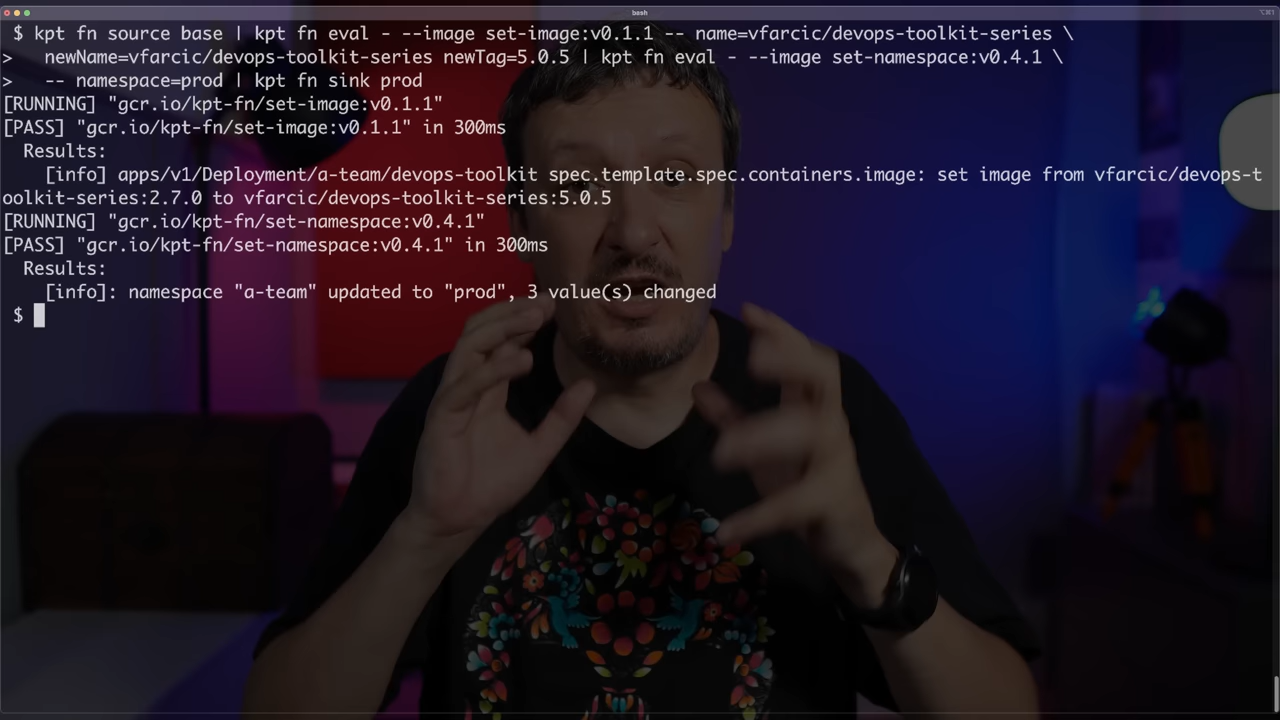 bash
⌥⌘1
$ kpt fn source base | kpt fn eval - --image set-image:v0.1.1 -- name=vfarcic/devops-toolkit-series \
>   newName=vfarcic/devops-toolkit-series newTag=5.0.5 | kpt fn eval - --image set-namespace:v0.4.1 \
>   -- namespace=prod | kpt fn sink prod
[RUNNING] "gcr.io/kpt-fn/set-image:v0.1.1"
[PASS] "gcr.io/kpt-fn/set-image:v0.1.1" in 300ms
  Results:
    [info] apps/v1/Deployment/a-team/devops-toolkit spec.template.spec.containers.image: set image from vfarcic/devops-t
oolkit-series:2.7.0 to vfarcic/devops-toolkit-series:5.0.5
[RUNNING] "gcr.io/kpt-fn/set-namespace:v0.4.1"
[PASS] "gcr.io/kpt-fn/set-namespace:v0.4.1" in 300ms
  Results:
    [info]: namespace "a-team" updated to "prod", 3 value(s) changed
$